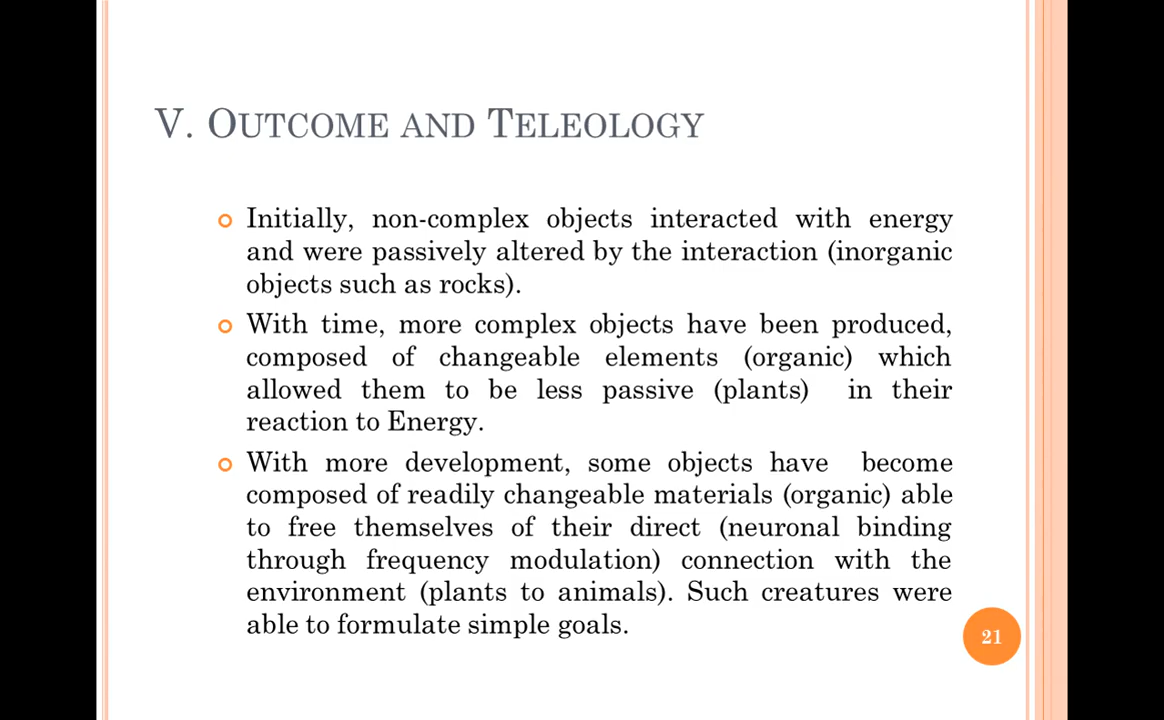 V. OUTCOME AND TELEOLOGY
Initially, non-complex objects interacted with energy
and were passively altered by the interaction (inorganic
objects such as rocks).
With time, more complex objects have been produced,
composed of changeable elements (organic) which
allowed them to be less passive (plants) in their
reaction to Energy.
With more development, some objects have become
composed of readily changeable materials (organic) able
to free themselves of their direct (neuronal binding
through frequency modulation) connection with the
environment (plants to animals). Such creatures were
able to formulate simple goals.
21